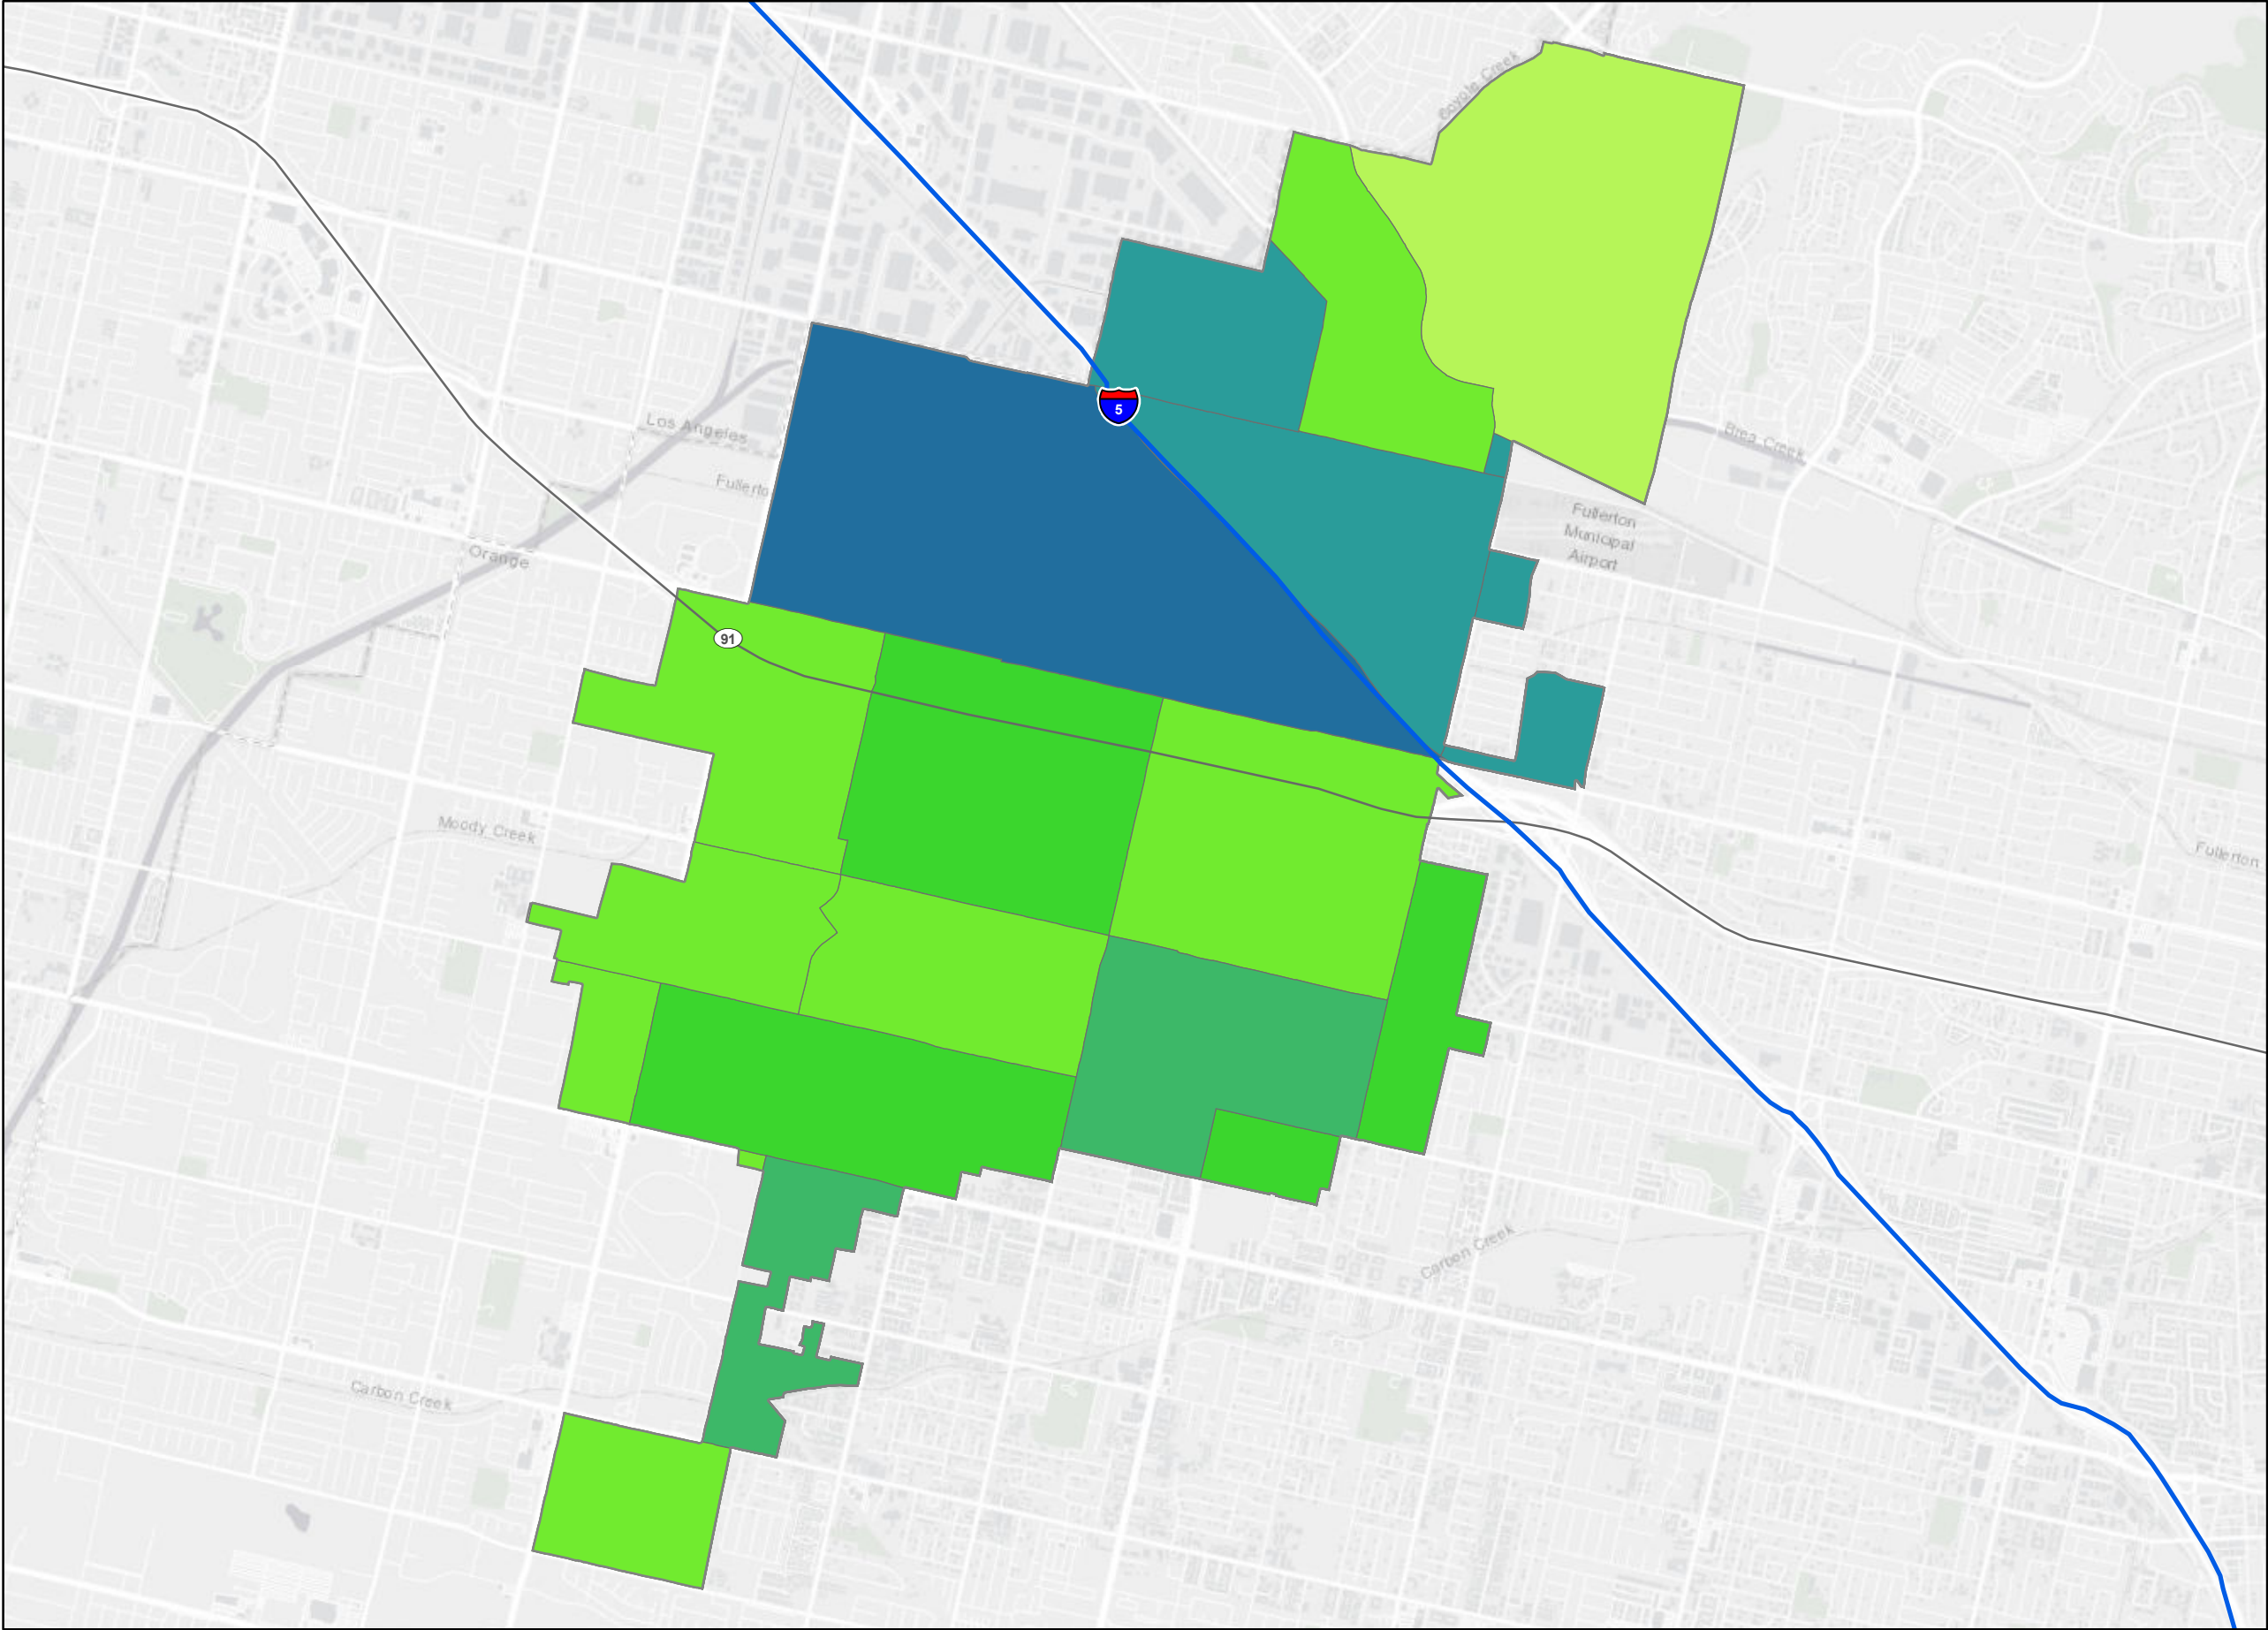 Coyote Creek
5
Los Angeles
Brea Creek
Fullerto
Fullerton
Municipal
Airport
Orange
91
Moody Creek
Fullerton
Carbon Creek
Carbon Creek